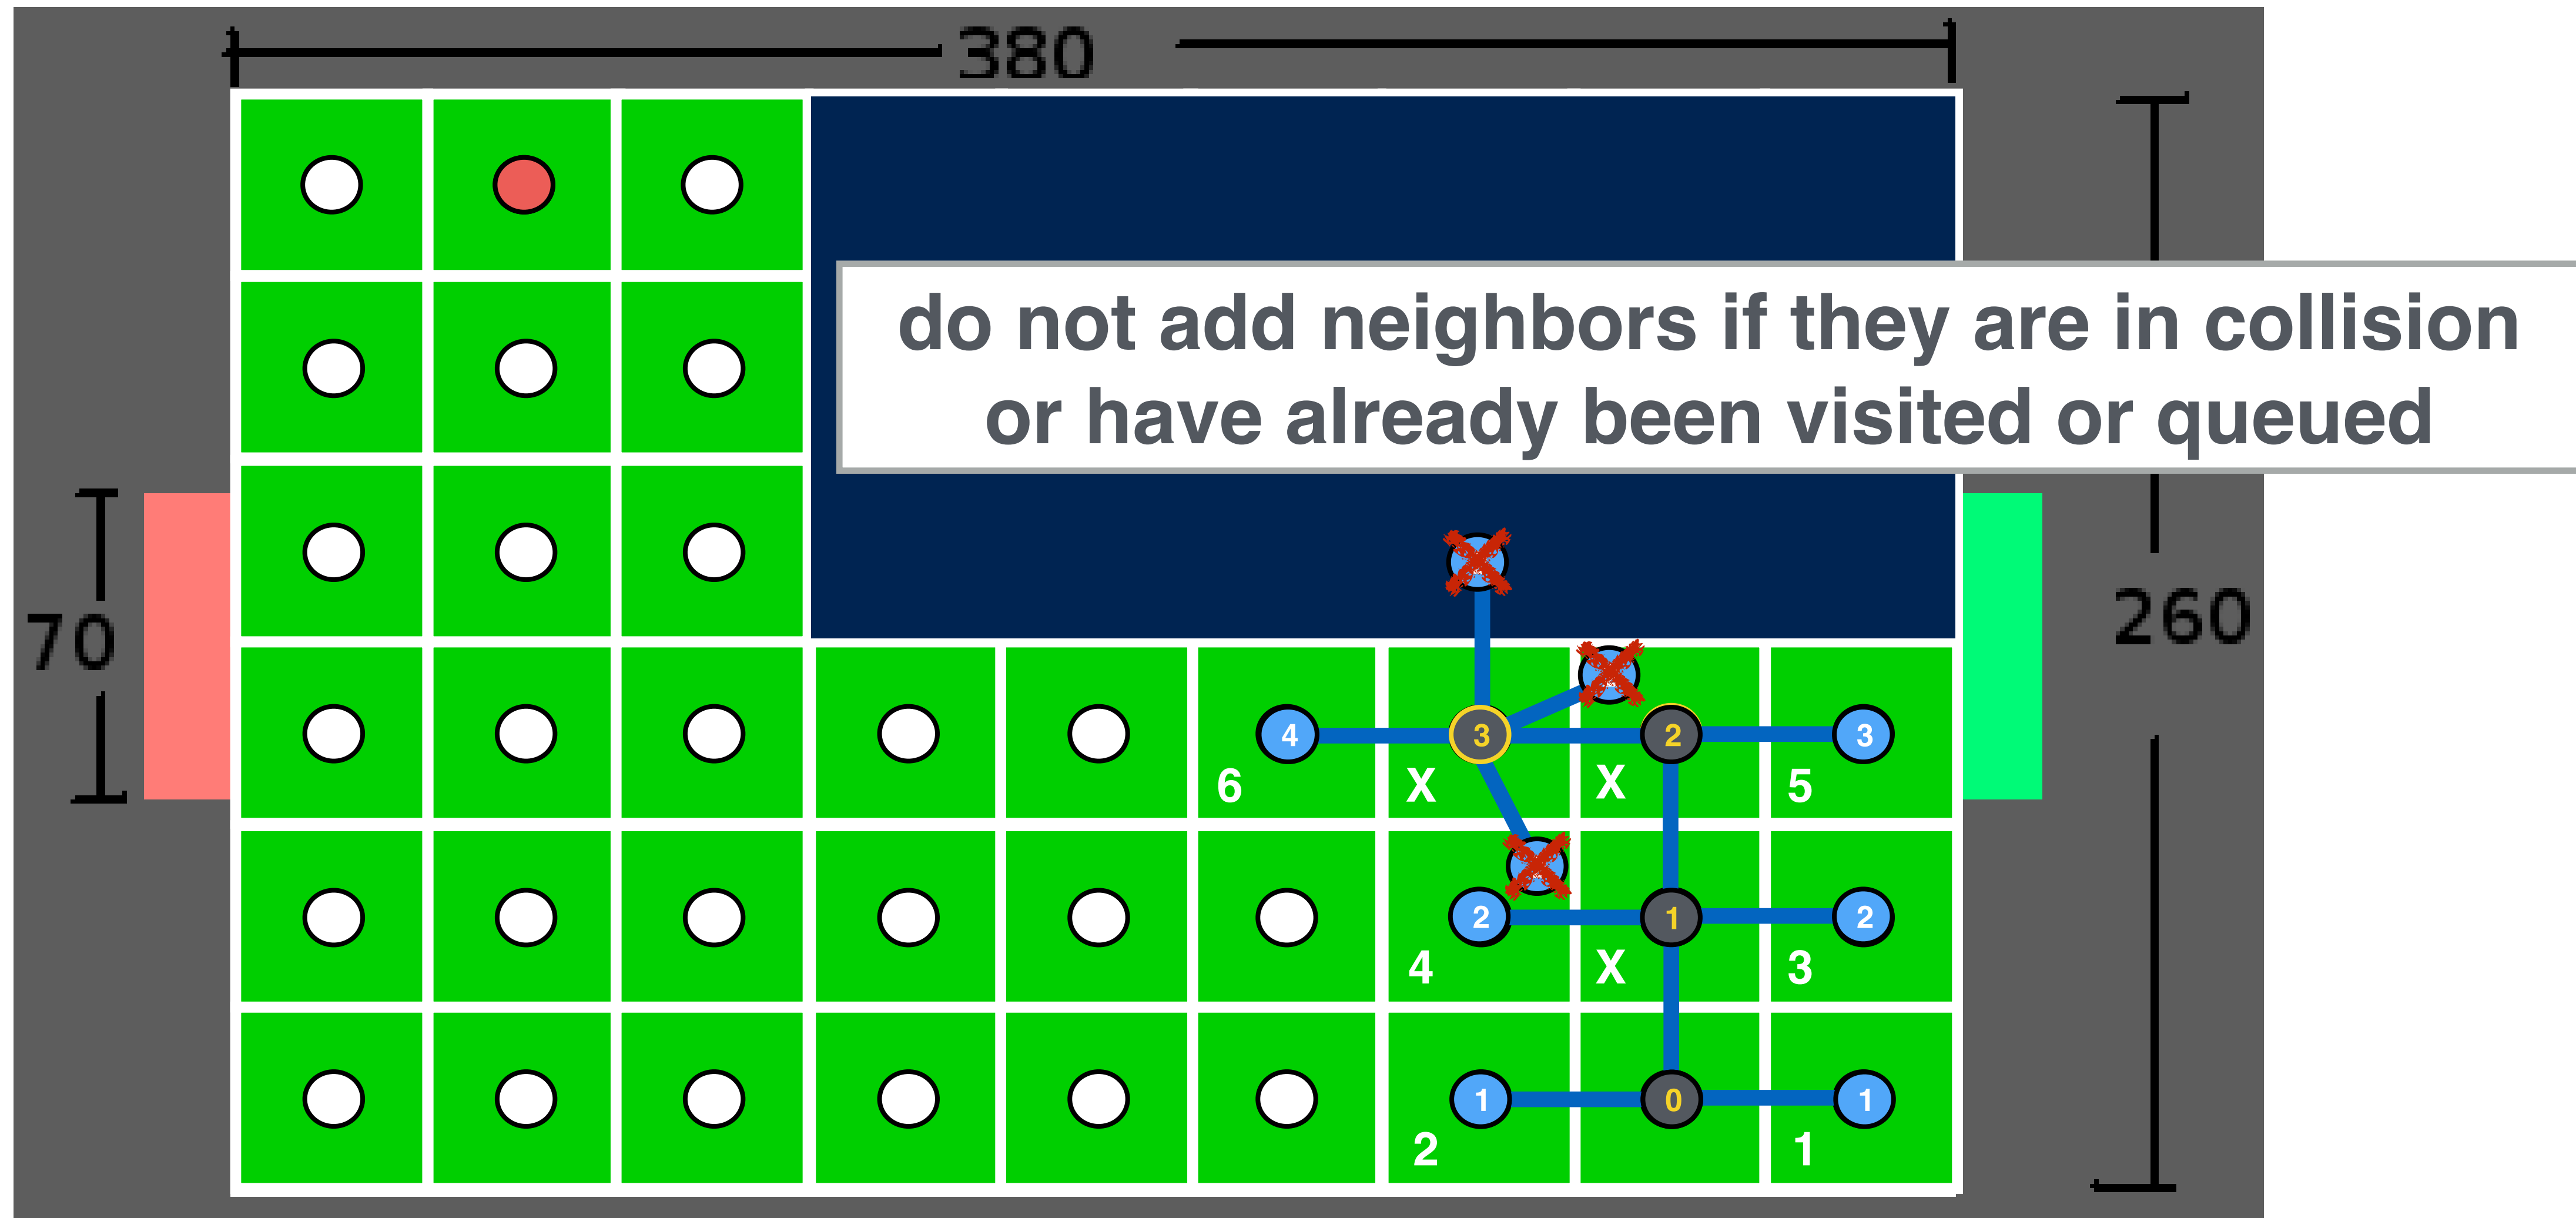 380
do not add neighbors if they are in collision
or have already been visited or queued
70
260
4 3 2 3
6 X X 5
2 1 2
4 X 3
1 0 1
2 1